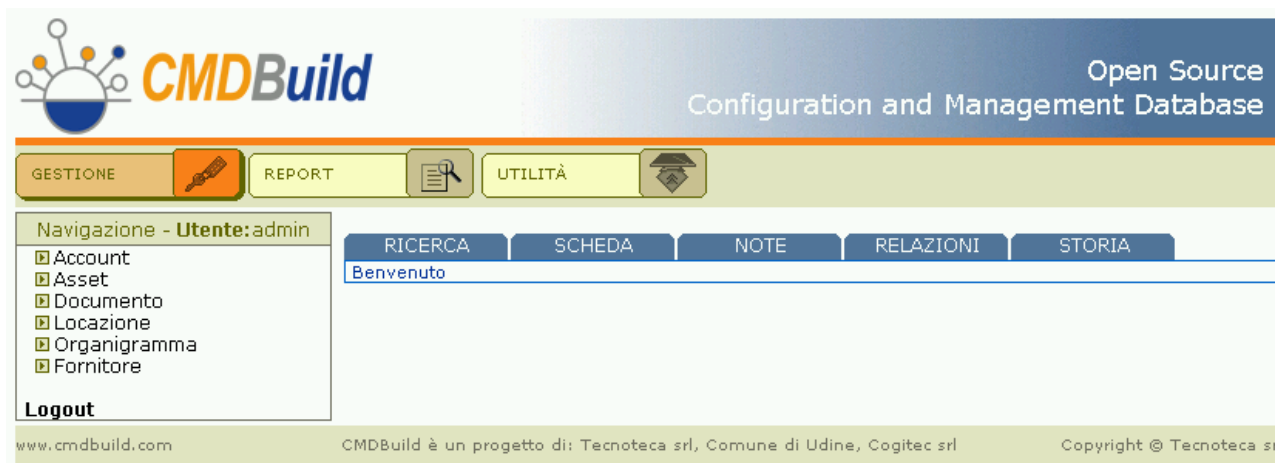 CMDBuild
Open Source
Configuration and Management Database
GESTIONE REPORT UTILITÀ
Navigazione - Utente:admin
Account
Asset
Documento
Locazione
Organigramma
Fornitore
Logout
RICERCA SCHEDA NOTE RELAZIONI STORIA
Benvenuto
www.cmdbuild.com CMDBuild è un progetto di: Tecnoteca srl, Comune di Udine, Cogitec srl Copyright © Tecnoteca